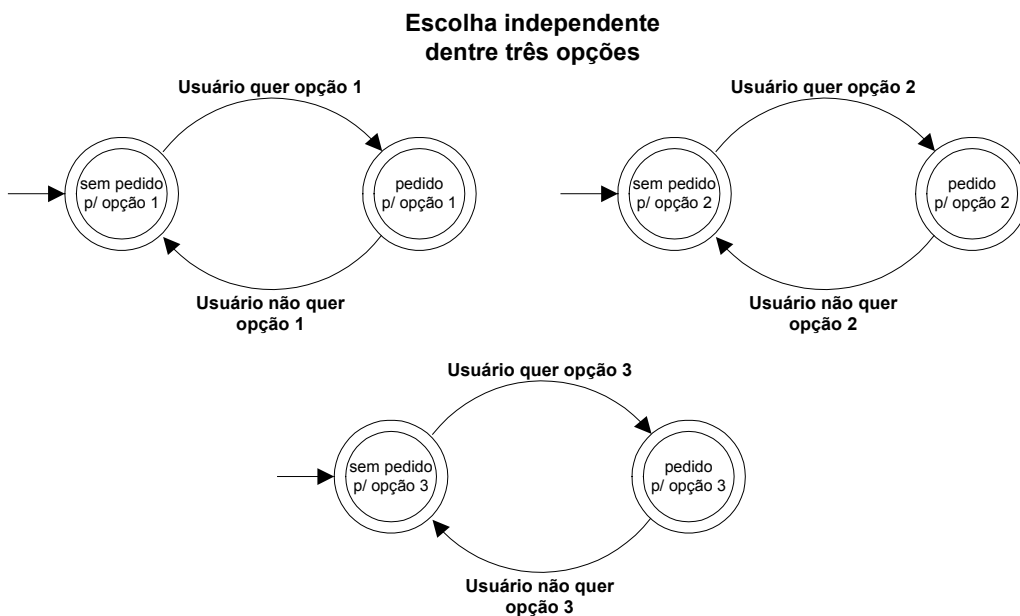 Escolha independente
dentre três opções
Usuário quer opção 1
sem pedido
p/ opção 1
pedido
p/ opção 1
Usuário não quer
opção 1
Usuário quer opção 2
sem pedido
p/ opção 2
pedido
p/ opção 2
Usuário não quer
opção 2
Usuário quer opção 3
sem pedido
p/ opção 3
pedido
p/ opção 3
Usuário não quer
opção 3